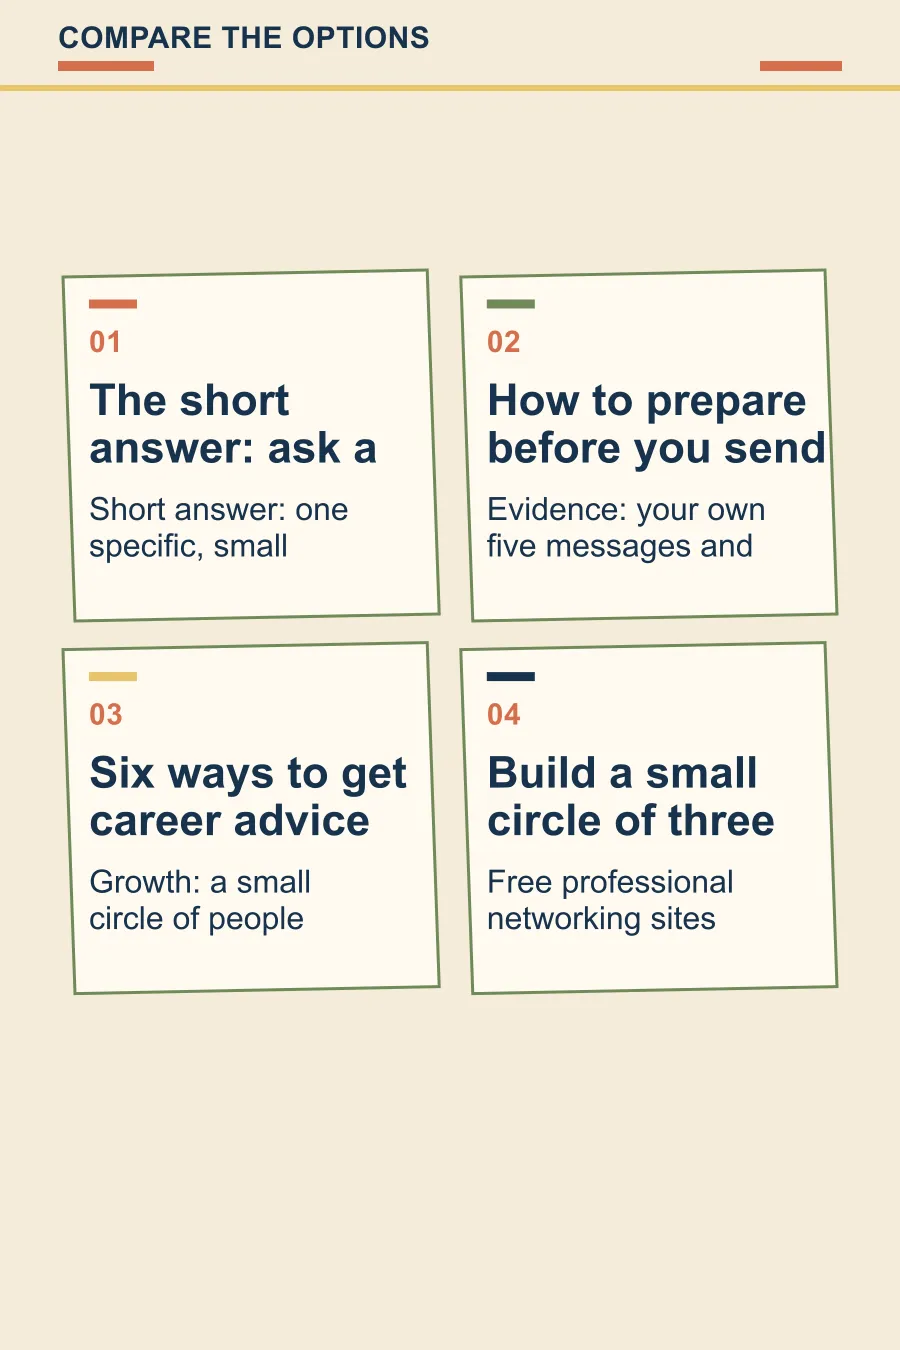 COMPARE THE OPTIONS
01
The short
answer: ask a
Short answer: one
specific, small
02
How to prepare
before you send
Evidence: your own
five messages and
03
Six ways to get
career advice
Growth: a small
circle of people
04
Build a small
circle of three
Free professional
networking sites